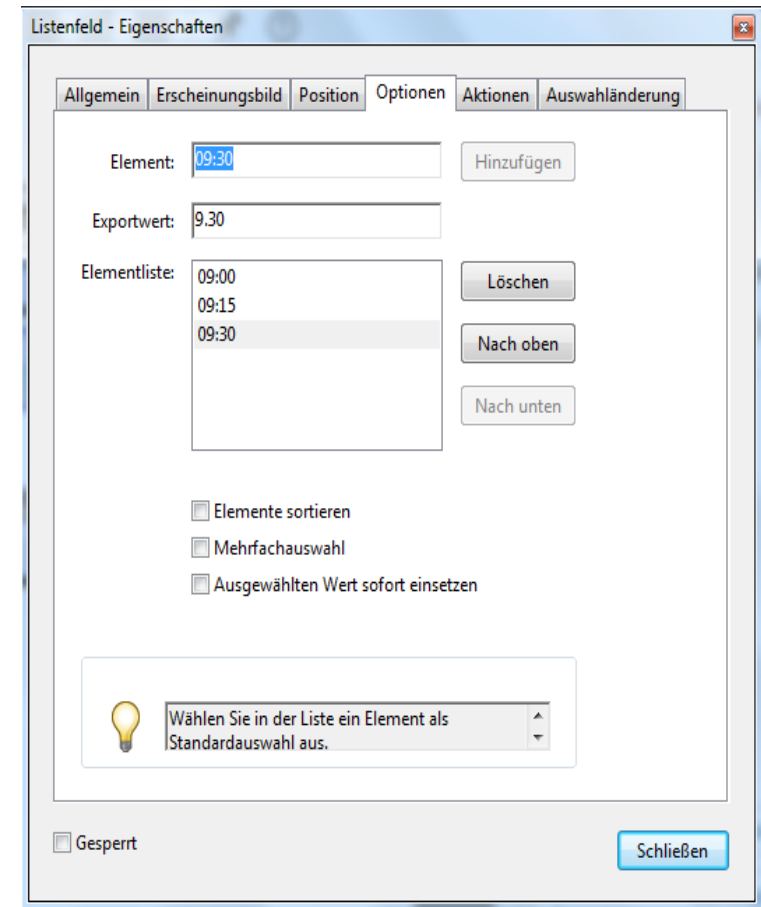 Listenfeld - Eigenschaften
Allgemein Erscheinungsbild Position Optionen Aktionen Auswahländerung
Element: 09:30 Hinzufügen
Exportwert: 9.30
Elementliste: 09:00 Löschen
09:15
09:30 Nach oben
Nach unten
Elemente sortieren
Mehrfachauswahl
Ausgewählten Wert sofort einsetzen
Wählen Sie in der Liste ein Element als
Standardauswahl aus.
Gesperrt Schließen